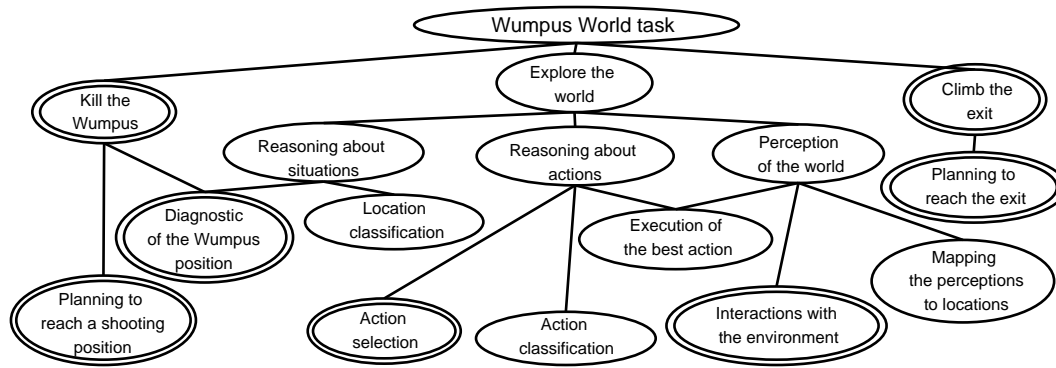 Wumpus World task
Kill the
Wumpus
Explore the
world
Climb the
exit
Reasoning about
situations
Reasoning about
actions
Perception
of the world
Planning to
reach the exit
Diagnostic
of the Wumpus
position
Location
classification
Execution of
the best action
Mapping
the perceptions
to locations
Planning to
reach a shooting
position
Action
selection
Action
classification
Interactions with
the environment